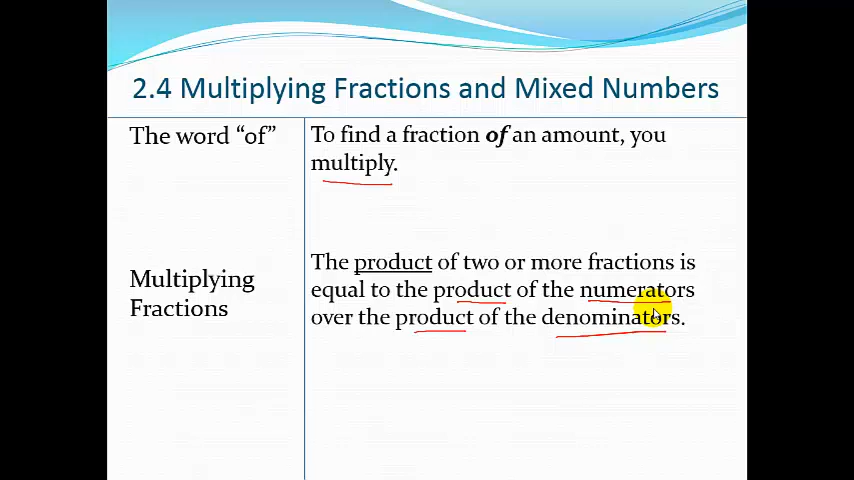 2.4 Multiplying Fractions and Mixed Numbers
The word “of”
To find a fraction of an amount, you
multiply.
Multiplying
Fractions
The product of two or more fractions is
equal to the product of the numerators
over the product of the denominators.